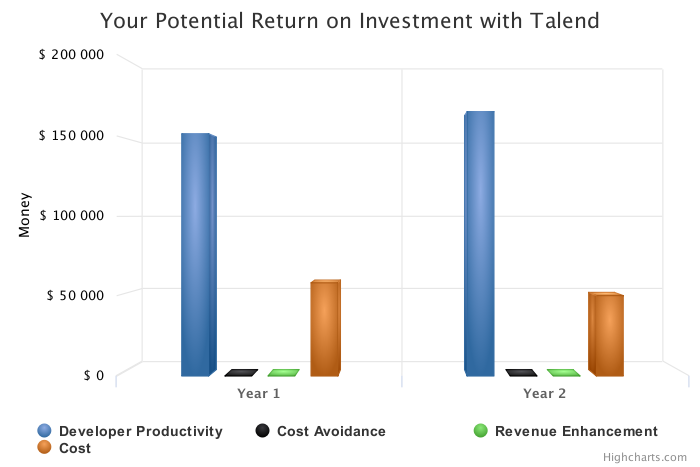 Your Potential Return on Investment with Talend
$ 200 000
$ 150 000
$ 100 000
$ 50 000
$ 0
Money
Year 1
Year 2
Developer Productivity
Cost Avoidance
Revenue Enhancement
Cost
Highcharts.com